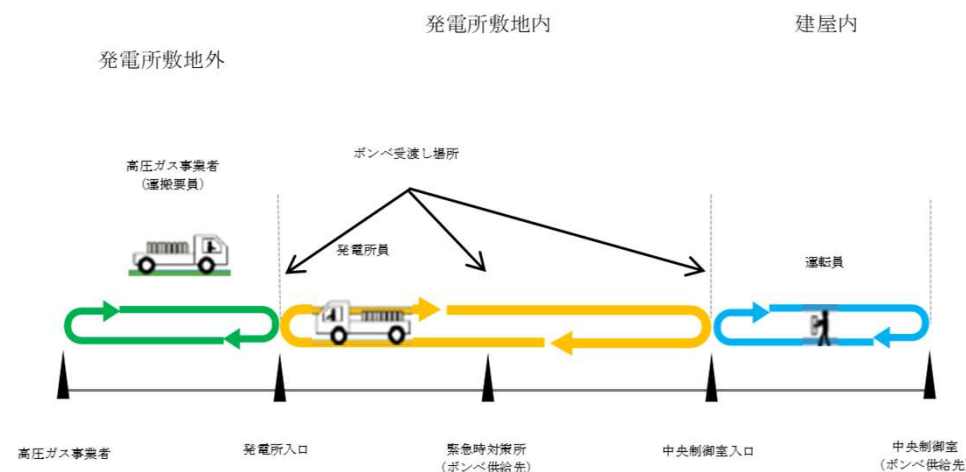 発電所敷地内
建屋内
発電所敷地外
ボンベ受渡し場所
高圧ガス事業者
（運搬要員）
発電所員
運転員
高圧ガス事業者
発電所入口
緊急時対策所
（ボンベ供給先）
中央制御室入口
中央制御室
（ボンベ供給先）